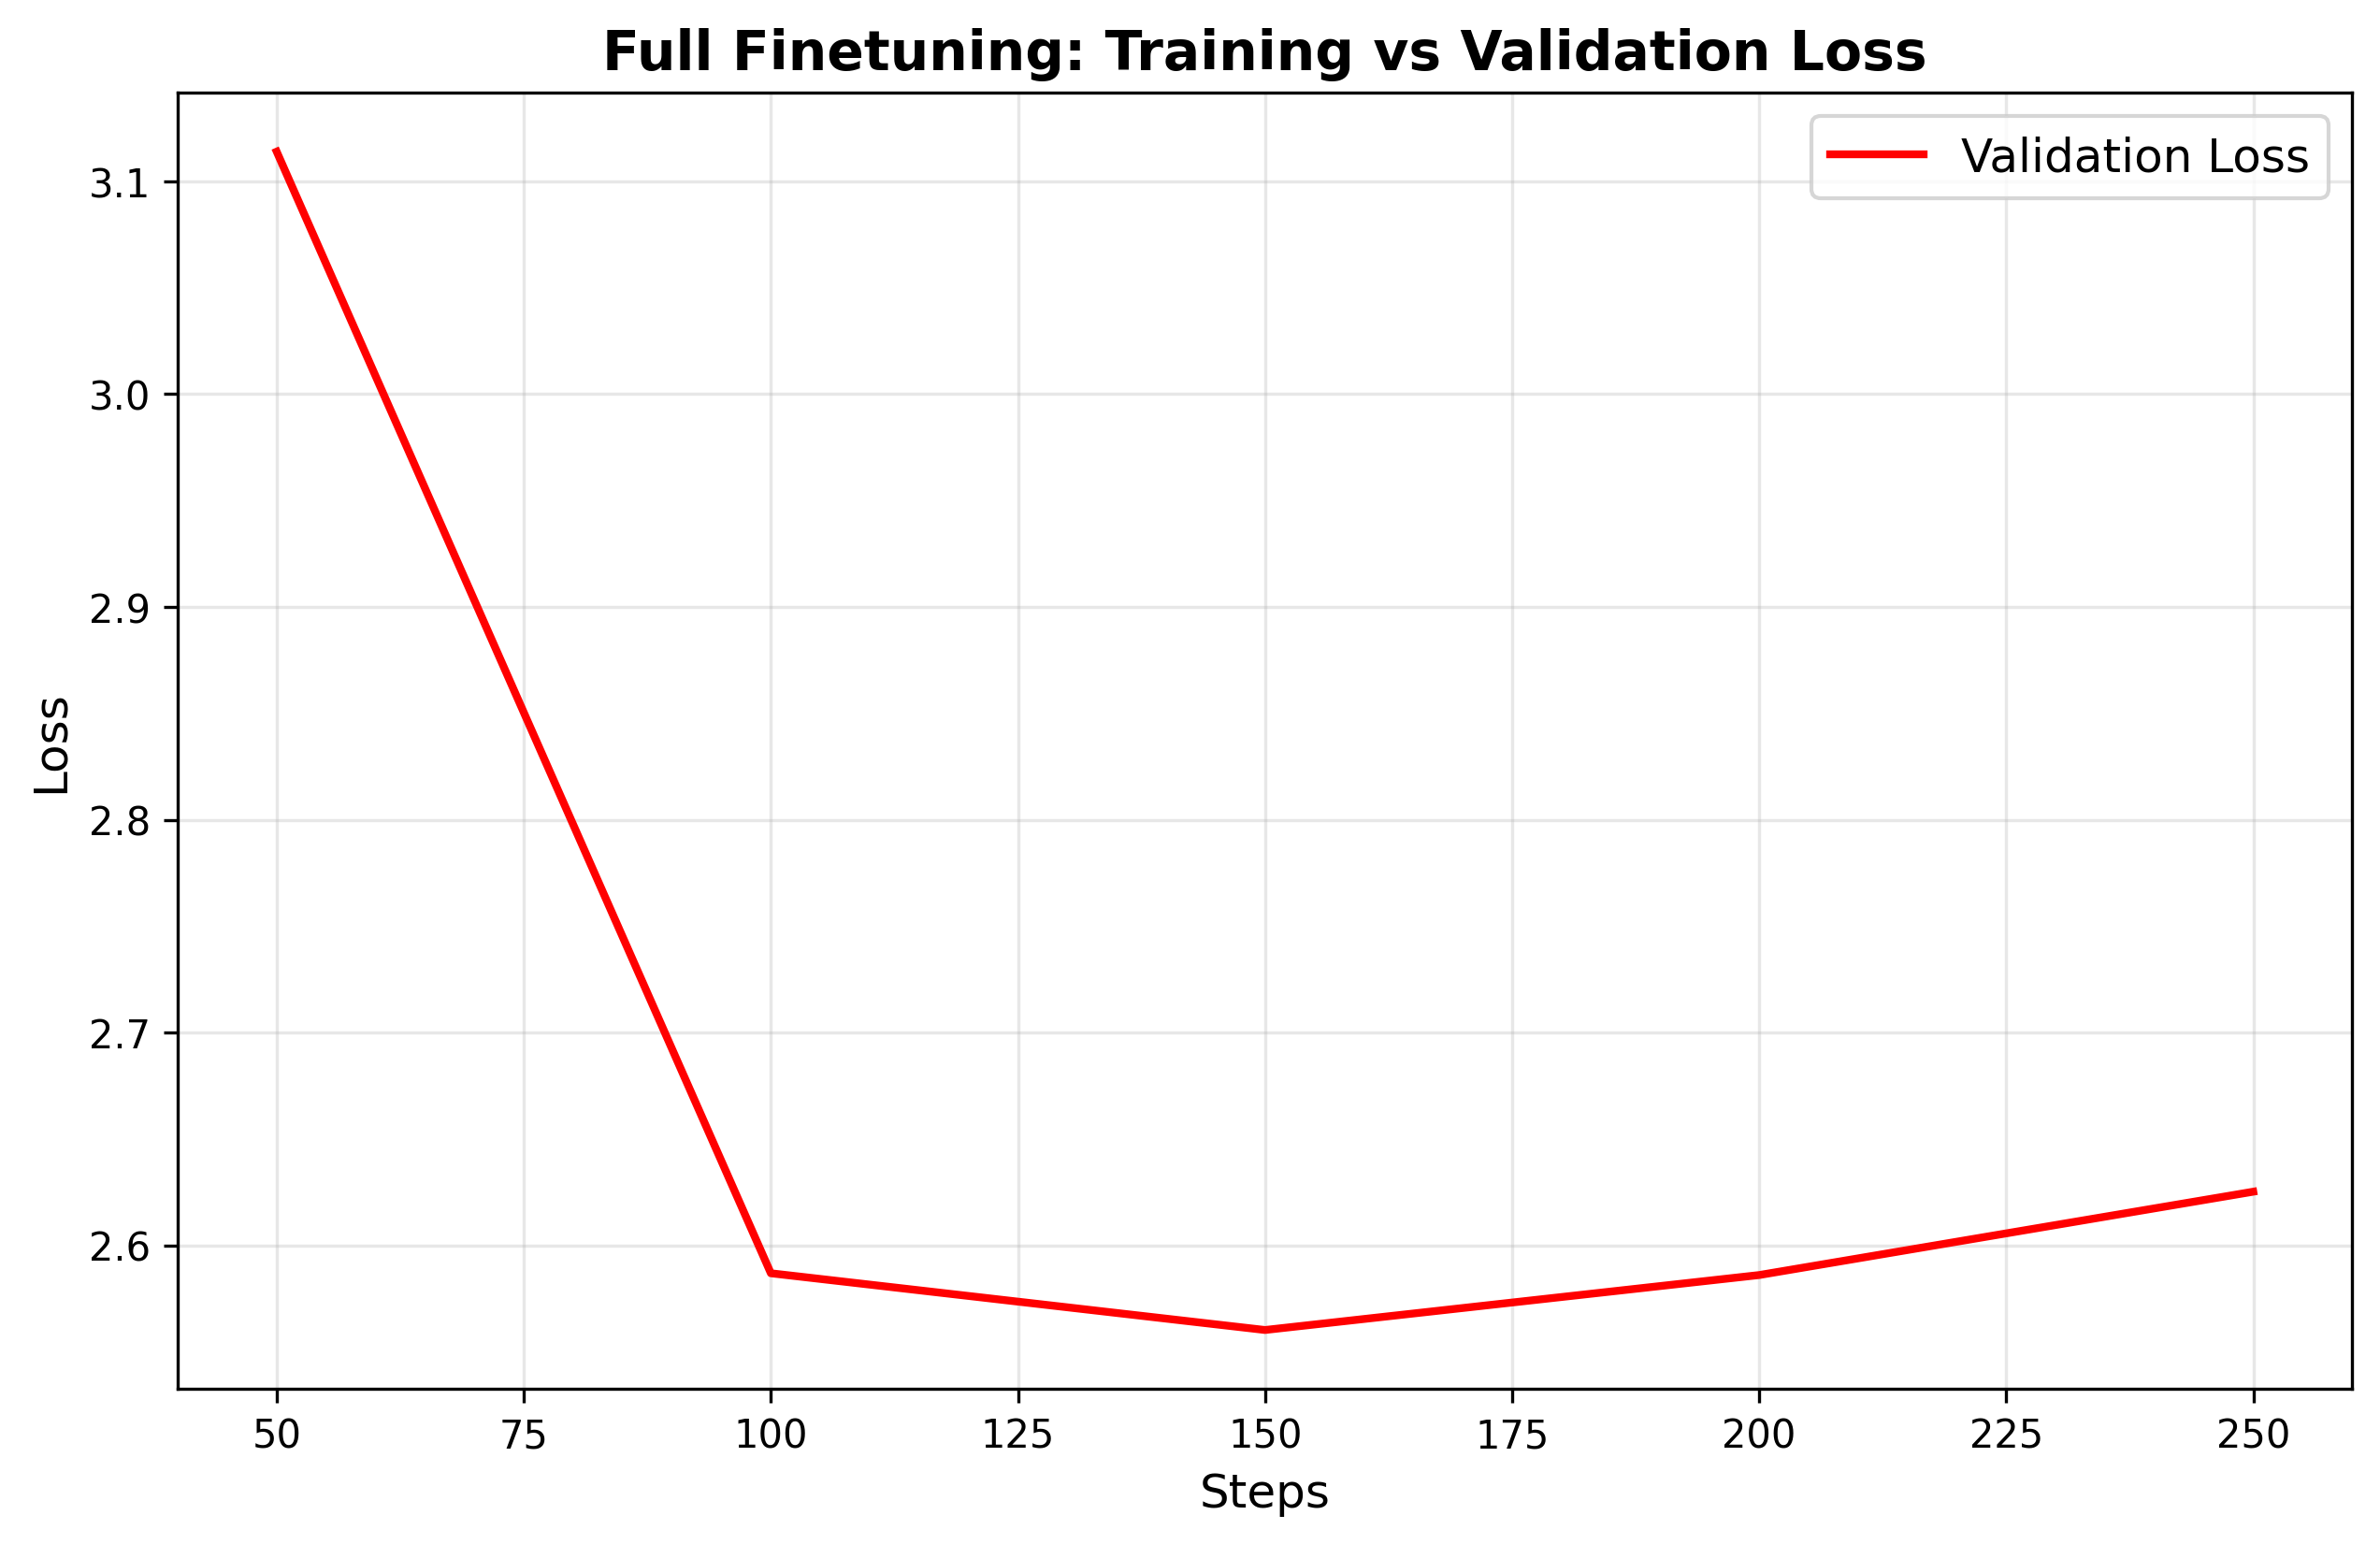 Full Finetuning: Training vs Validation Loss
Validation Loss
3.1
3.0
2.9
2.8
2.7
2.6
Loss
50 75 100 125 150 175 200 225 250
Steps